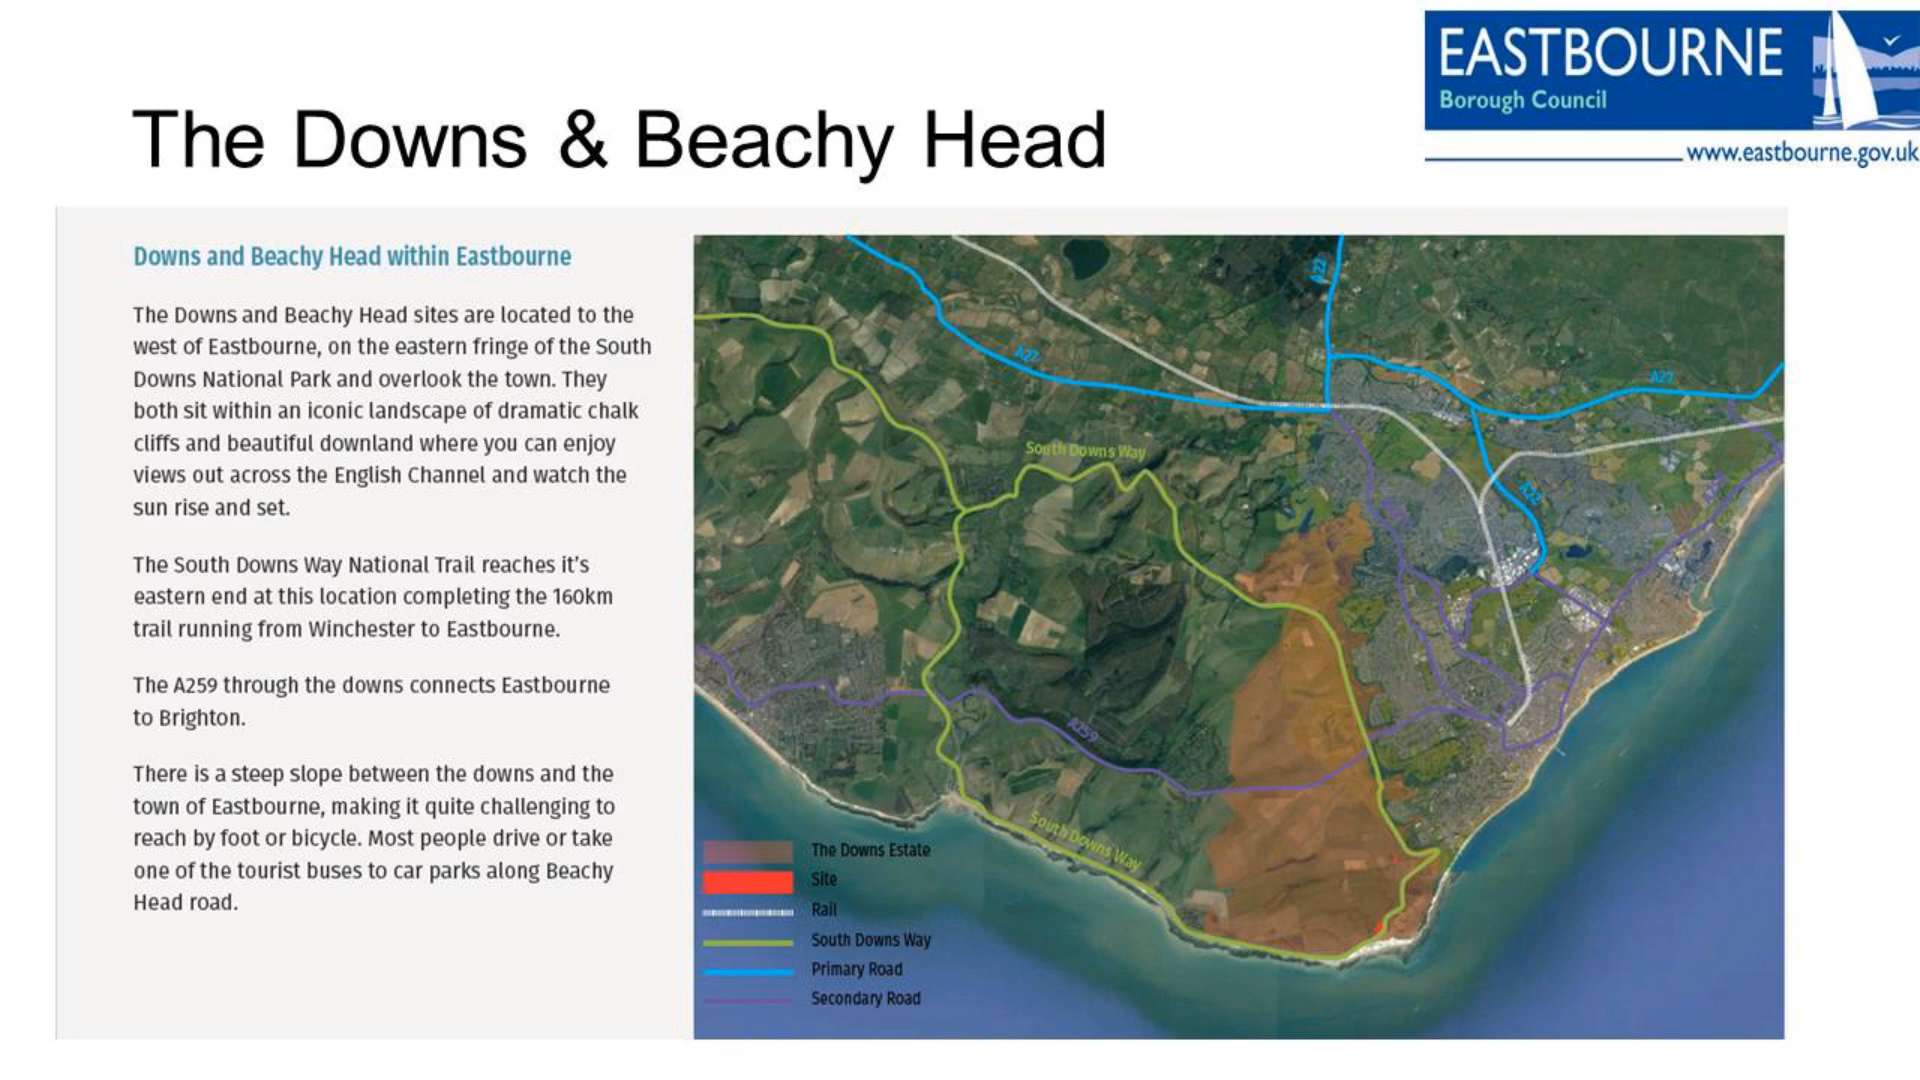 The Downs & Beachy Head
EASTBOURNE
Borough Council
www.eastbourne.gov.uk
Downs and Beachy Head within Eastbourne
The Downs and Beachy Head sites are located to the
west of Eastbourne, on the eastern fringe of the South
Downs National Park and overlook the town. They
both sit within an iconic landscape of dramatic chalk
cliffs and beautiful downland where you can enjoy
views out across the English Channel and watch the
sun rise and set.
The South Downs Way National Trail reaches it's
eastern end at this location completing the 160km
trail running from Winchester to Eastbourne.
The A259 through the downs connects Eastbourne
to Brighton.
There is a steep slope between the downs and the
town of Eastbourne, making it quite challenging to
reach by foot or bicycle. Most people drive or take
one of the tourist buses to car parks along Beachy
Head road.
A22
A27
A27
South Downs Way
A22
A259
South Downs Way
The Downs Estate
Site
Rail
South Downs Way
Primary Road
Secondary Road